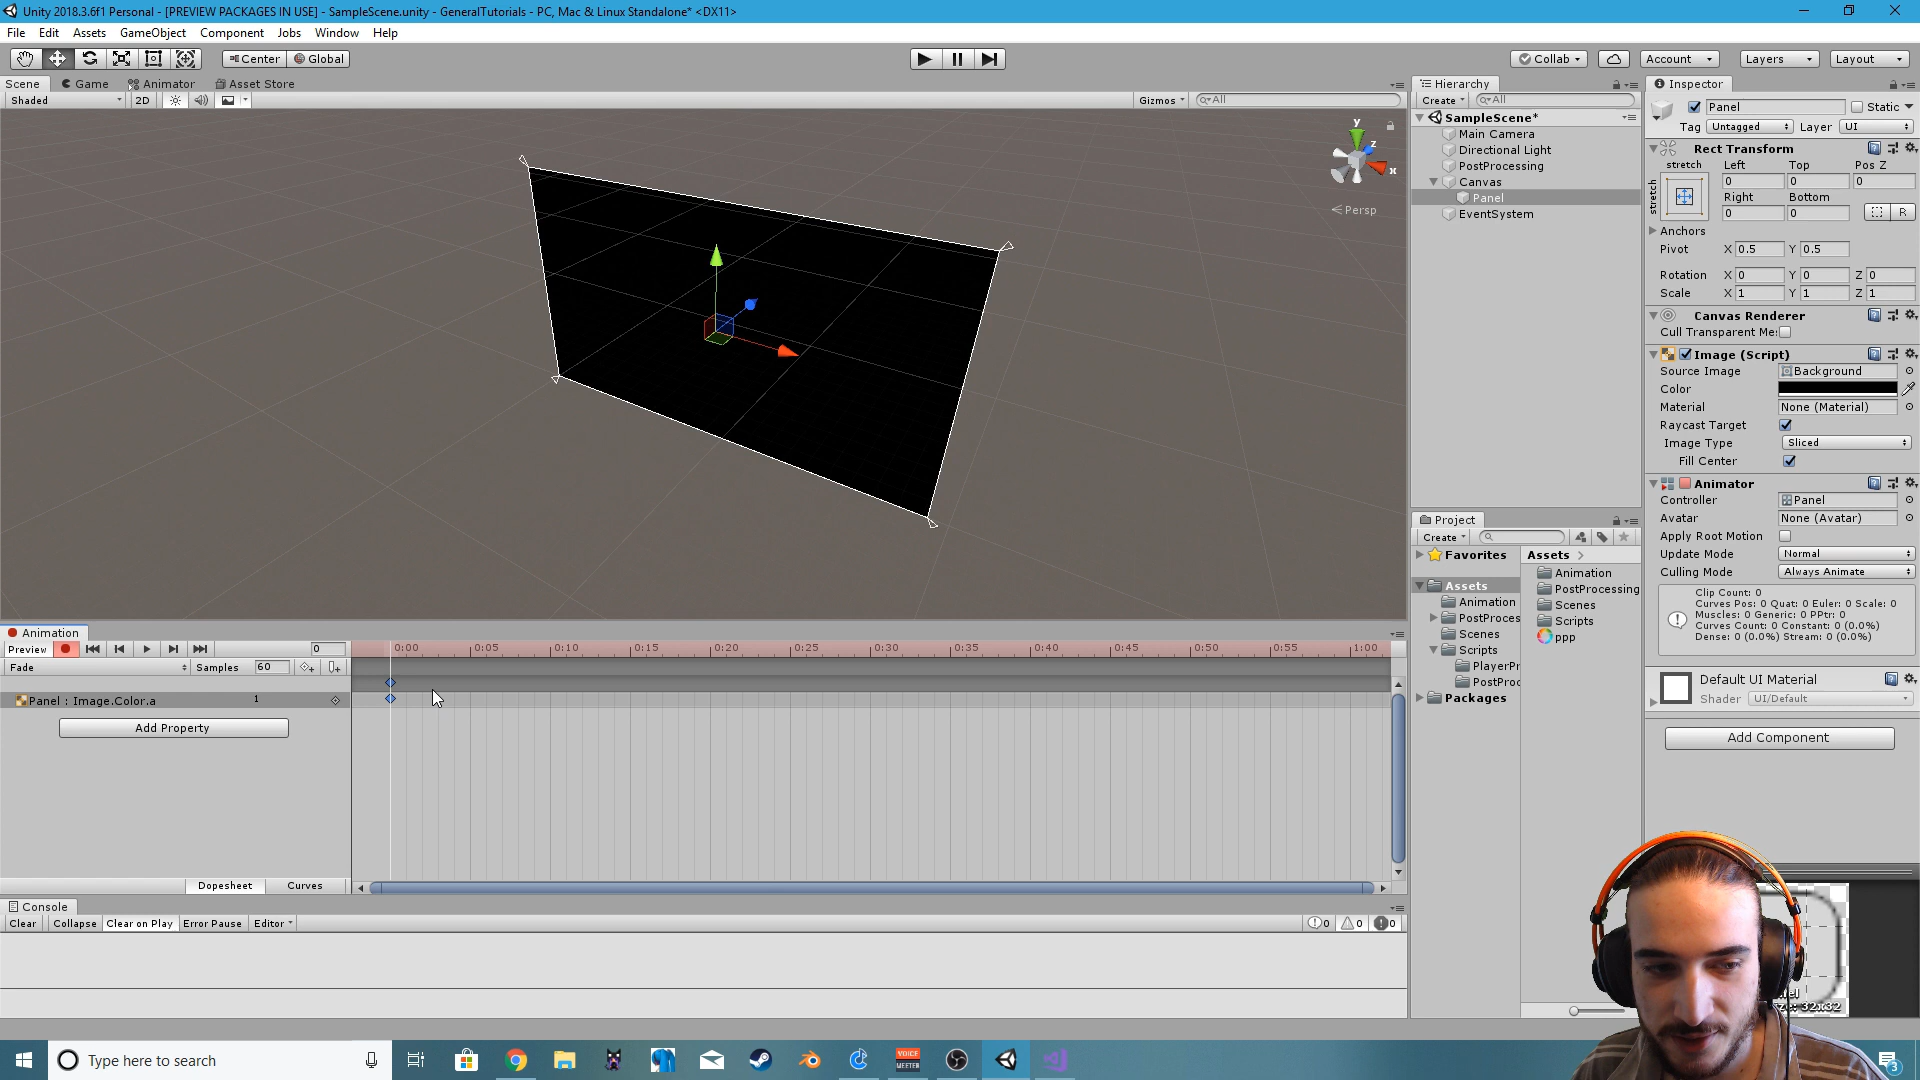 Unity 2018.3.6f1 Personal - [PREVIEW PACKAGES IN USE] - SampleScene.unity - GeneralTutorials - PC, Mac & Linux Standalone* <DX11>
File Edit Assets GameObject Component Jobs Window Help
Center Global
Collab Account Layers Layout
Scene Game Animator Asset Store
Shaded 2D Gizmos All
y
z
x
Persp
Hierarchy
Create All
SampleScene*
Main Camera
Directional Light
PostProcessing
Canvas
Panel
EventSystem
Inspector
Panel Static
Tag Untagged Layer UI
Rect Transform
stretch Left Top Pos Z
stretch
0 0 0
Right Bottom
0 0 R
Anchors
Pivot X 0.5 Y 0.5
Rotation X 0 Y 0 Z 0
Scale X 1 Y 1 Z 1
Canvas Renderer
Cull Transparent Me
Image (Script)
Source Image Background
Color
Material None (Material)
Raycast Target
Image Type Sliced
Fill Center
Animator
Controller Panel
Avatar None (Avatar)
Apply Root Motion
Update Mode Normal
Culling Mode Always Animate
Clip Count: 0
Curves Pos: 0 Quat: 0 Euler: 0 Scale: 0
Muscles: 0 Generic: 0 PPtr: 0
Curves Count: 0 Constant: 0 (0.0%)
Dense: 0 (0.0%) Stream: 0 (0.0%)
Default UI Material
Shader UI/Default
Add Component
Project
Create
Favorites
Assets
Animation
PostProces
Scenes
Scripts
PlayerPr
PostProc
Packages
Assets
Animation
PostProcessing
Scenes
Scripts
ppp
Animation
Preview 0 0:00 0:05 0:10 0:15 0:20 0:25 0:30 0:35 0:40 0:45 0:50 0:55 1:00
Fade Samples 60
Panel : Image.Color.a 1
Add Property
Dopesheet Curves
Console
Clear Collapse Clear on Play Error Pause Editor 0 0 0
32x32
Type here to search
VOICE
MEETER
3